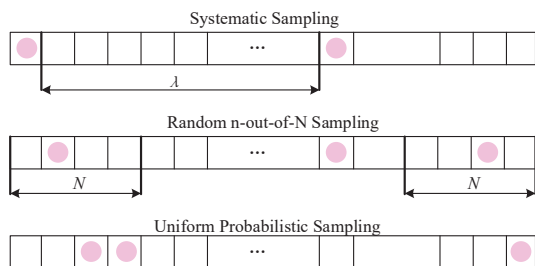 Systematic Sampling
...
λ
Random n-out-of-N Sampling
...
N N
Uniform Probabilistic Sampling
...